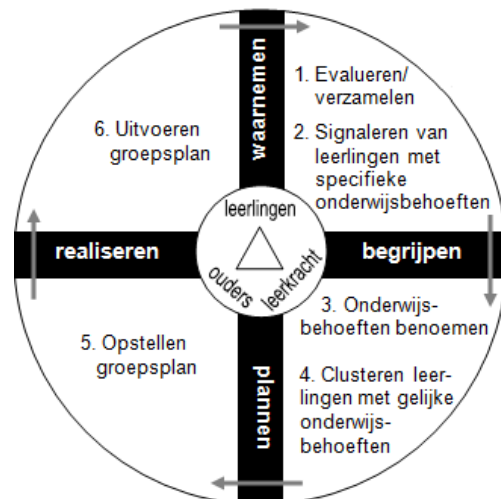 waarnemen
1. Evalueren/
verzamelen
2. Signaleren van
leerlingen met
specifieke
onderwijsbehoeften
begrijpen
3. Onderwijs-
behoeften benoemen
4. Clusteren leer-
lingen met gelijke
onderwijs-
behoeften
plannen
5. Opstellen
groepsplan
realiseren
6. Uitvoeren
groepsplan
leerlingen
ouders
leerkracht